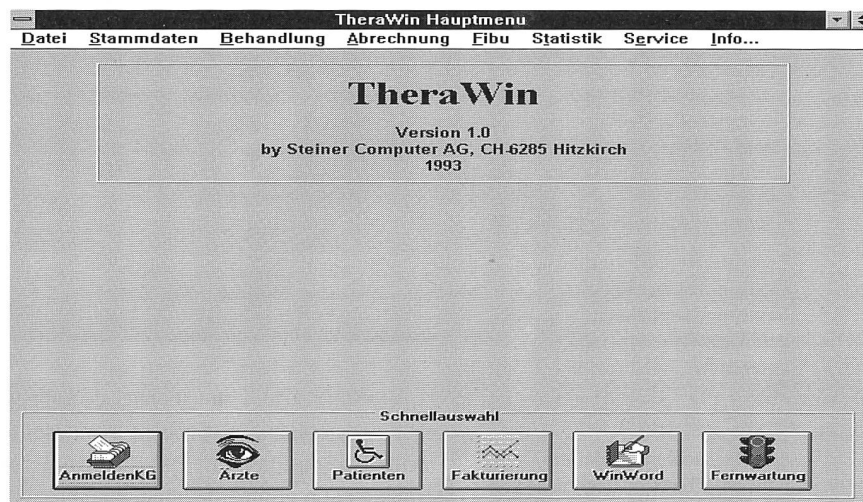 TheraWin Hauptmenu
Datei Stammdaten Behandlung Abrechnung Fibu Statistik Service Info...
TheraWin
Version 1.0
by Steiner Computer AG, CH-6285 Hitzkirch
1993
Schnellauswahl
AnmeldenKG Ärzte Patienten Fakturierung WinWord Fernwartung